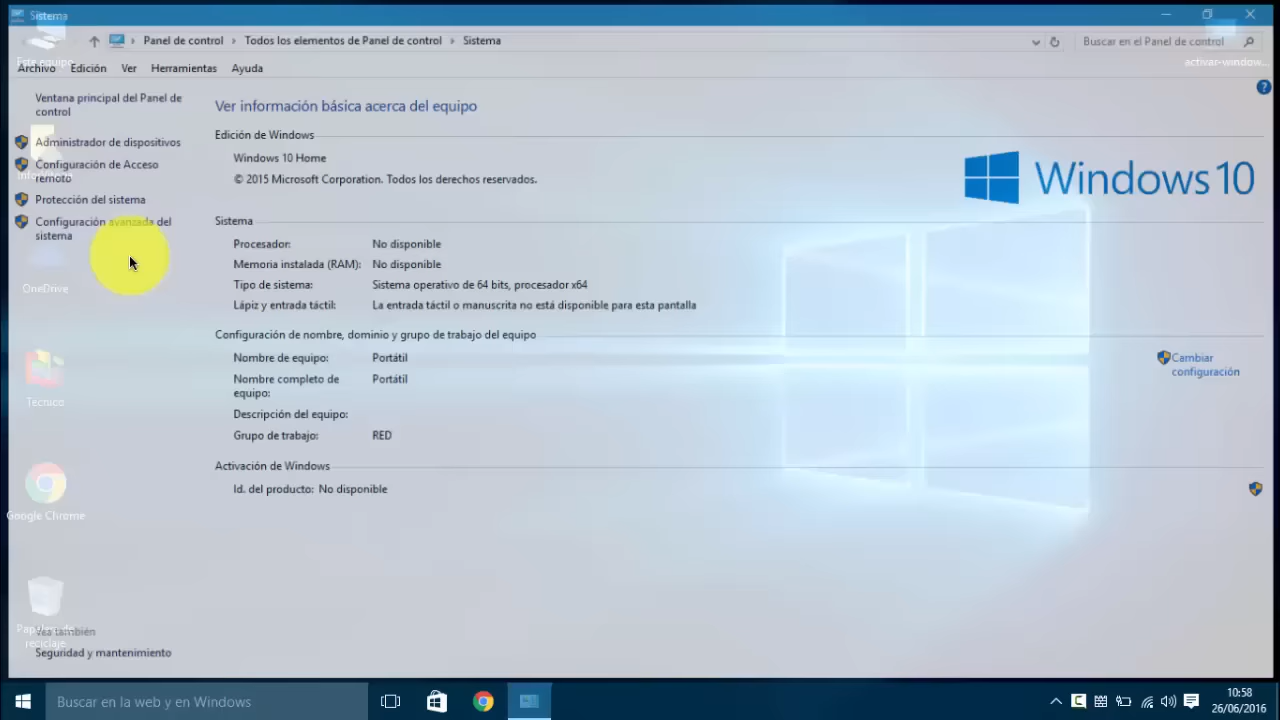 Sistema
Panel de control
Todos los elementos de Panel de control
Sistema
Buscar en el Panel de control
Este equipo
activar-window...
Archivo
Edición
Ver
Herramientas
Ayuda
Ventana principal del Panel de
control
Administrador de dispositivos
Configuración de Acceso
remoto
Protección del sistema
Configuración avanzada del
sistema
OneDrive
Técnico
Google Chrome
Papelera de
reciclaje
Vea también
Seguridad y mantenimiento
Ver información básica acerca del equipo
Edición de Windows
Windows 10 Home
© 2015 Microsoft Corporation. Todos los derechos reservados.
Windows 10
Sistema
Procesador: No disponible
Memoria instalada (RAM): No disponible
Tipo de sistema: Sistema operativo de 64 bits, procesador x64
Lápiz y entrada táctil: La entrada táctil o manuscrita no está disponible para esta pantalla
Configuración de nombre, dominio y grupo de trabajo del equipo
Nombre de equipo: Portátil
Nombre completo de Portátil
equipo:
Descripción del equipo:
Grupo de trabajo: RED
Cambiar
configuración
Activación de Windows
Id. del producto: No disponible
Buscar en la web y en Windows
10:58
26/06/2016